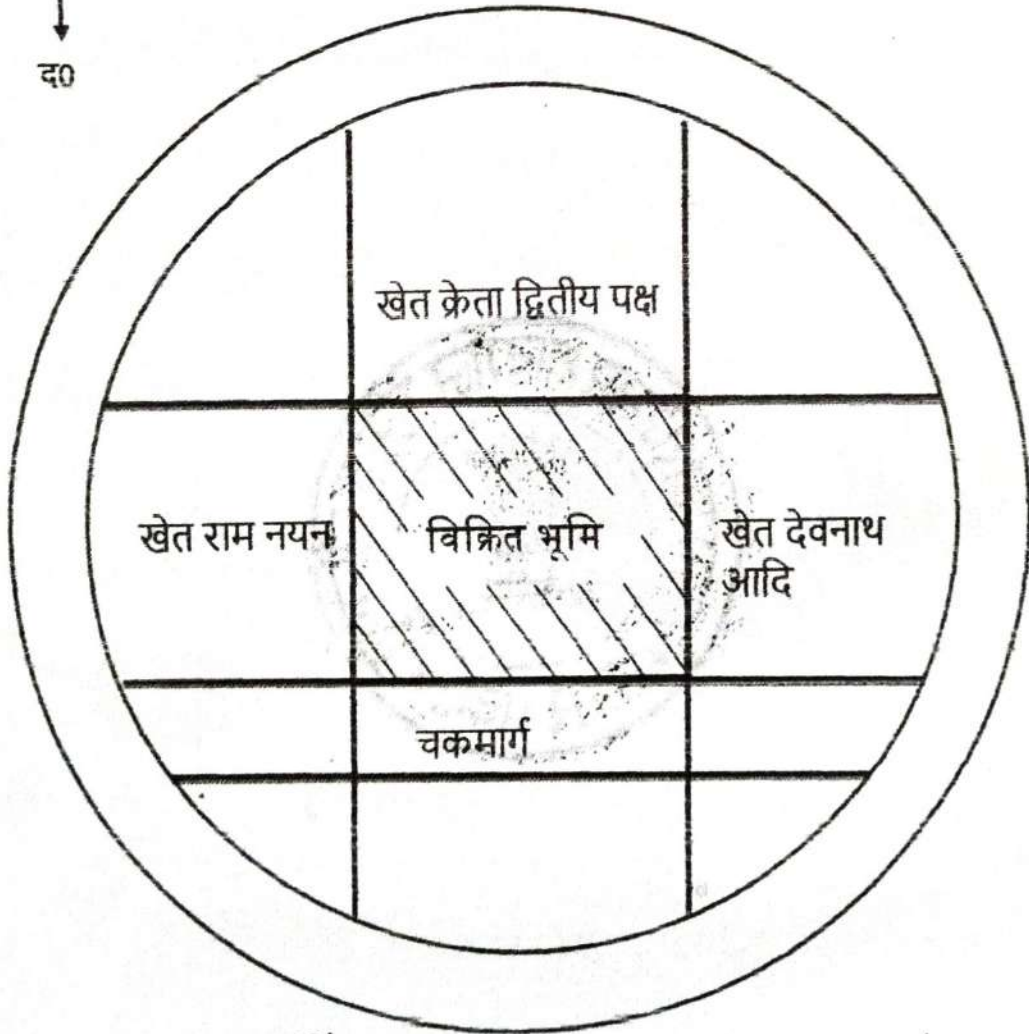 द0
खेत क्रेता द्वितीय पक्ष
खेत राम नयन
विक्रित भूमि
खेत देवनाथ
आदि
चकमार्ग